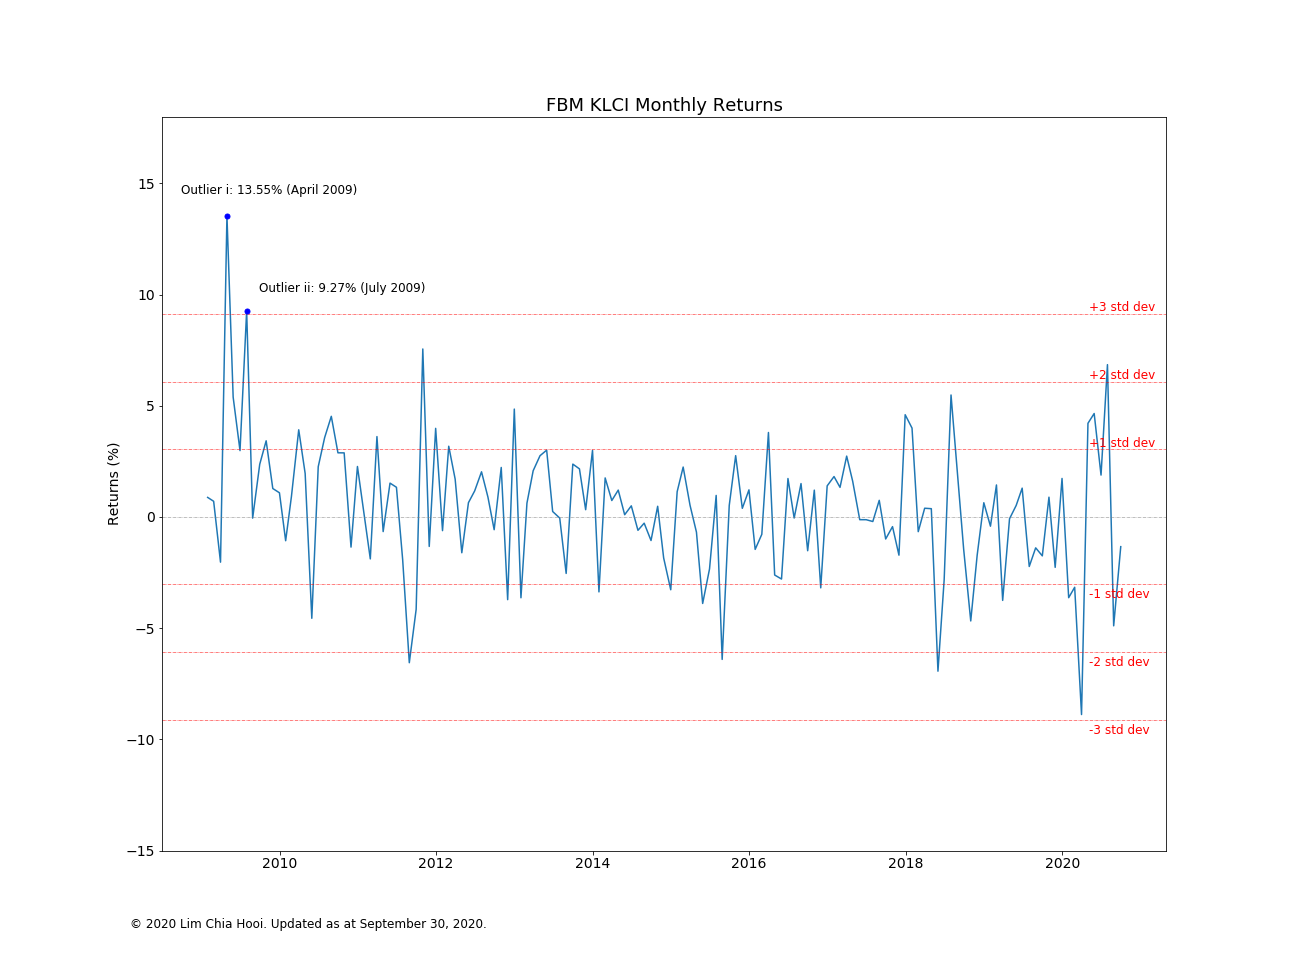 FBM KLCI Monthly Returns
15
Outlier i: 13.55% (April 2009)
Outlier ii: 9.27% (July 2009)
10
+3 std dev
+2 std dev
5
+1 std dev
Returns (%)
0
-1 std dev
−5
-2 std dev
-3 std dev
−10
−15
2010 2012 2014 2016 2018 2020
© 2020 Lim Chia Hooi. Updated as at September 30, 2020.